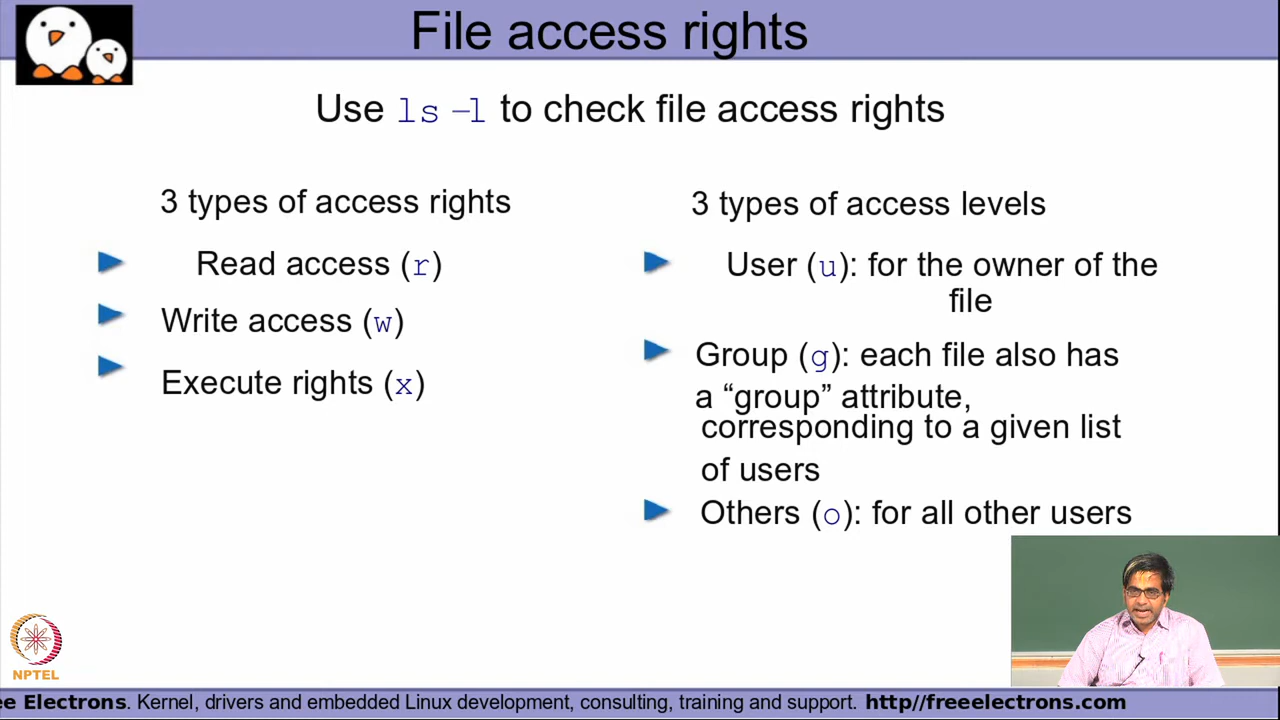 File access rights
Use ls -l to check file access rights
3 types of access rights
Read access (r)
Write access (w)
Execute rights (x)
3 types of access levels
User (u): for the owner of the
file
Group (g): each file also has
a “group” attribute,
corresponding to a given list
of users
Others (o): for all other users
NPTEL
ee Electrons. Kernel, drivers and embedded Linux development, consulting, training and support. http//freeelectrons.com